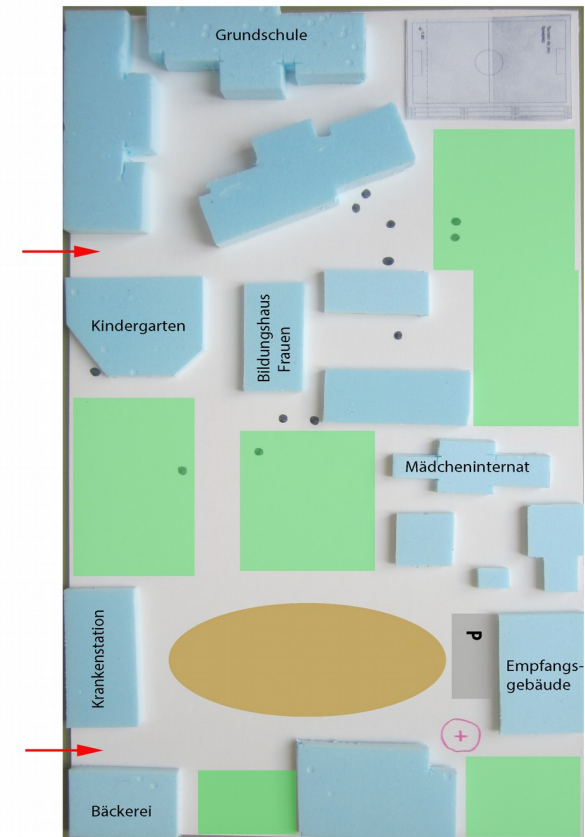 Grundschule
Kindergarten
Bildungshaus
Frauen
Mädcheninternat
Krankenstation
P
Empfangs-
gebäude
+
Bäckerei